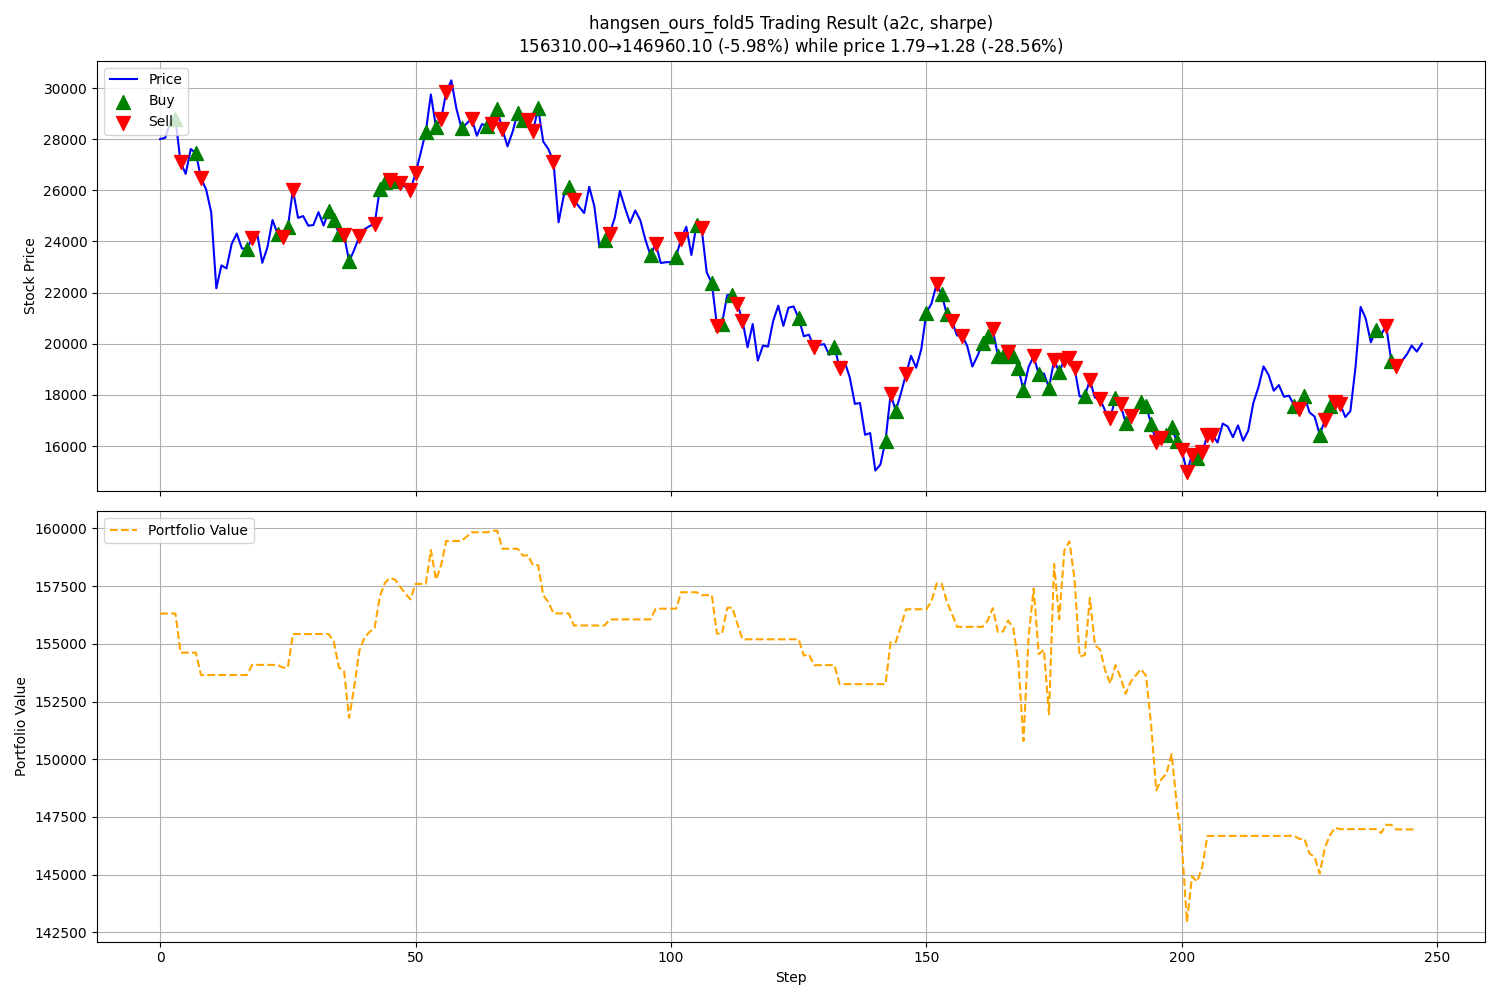 hangsen_ours_fold5 Trading Result (a2c, sharpe)
156310.00→146960.10 (-5.98%) while price 1.79→1.28 (-28.56%)
Price
Buy
Sell
Stock Price
30000
28000
26000
24000
22000
20000
18000
16000
Portfolio Value
Portfolio Value
160000
157500
155000
152500
150000
147500
145000
142500
0
50
100
150
200
250
Step